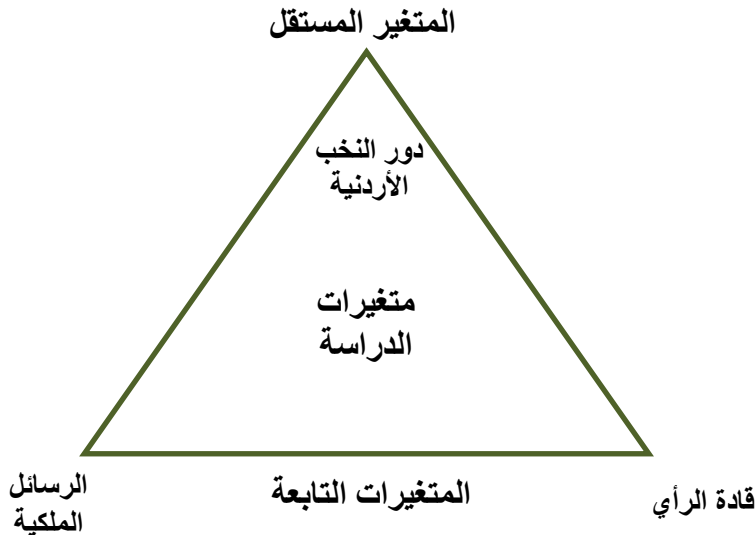 المتغير المستقل
دور النخب
الأردنية
متغيرات
الدراسة
الرسائل
الملكية
المتغيرات التابعة
قادة الرأي